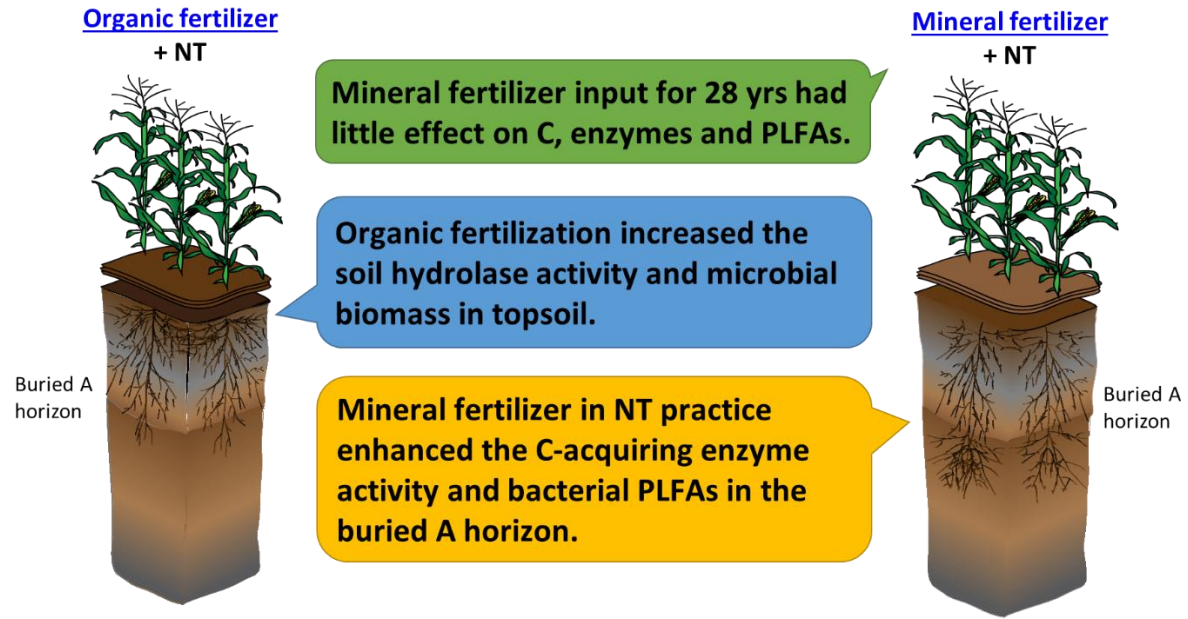 Organic fertilizer
+ NT
Mineral fertilizer
+ NT
Mineral fertilizer input for 28 yrs had
little effect on C, enzymes and PLFAs.
Organic fertilization increased the
soil hydrolase activity and microbial
biomass in topsoil.
Buried A
horizon
Mineral fertilizer in NT practice
enhanced the C-acquiring enzyme
activity and bacterial PLFAs in the
buried A horizon.
Buried A
horizon